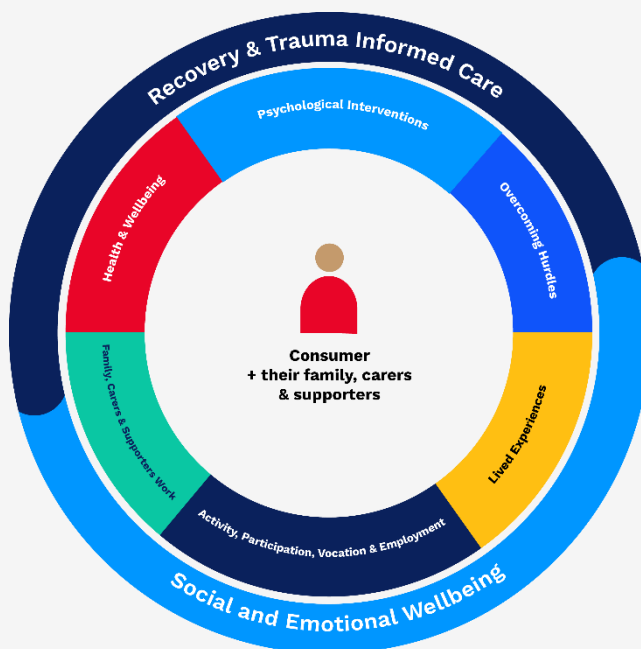 Recovery & Trauma Informed Care
Psychological Interventions
Overcoming Hurdles
Health & Wellbeing
Consumer
+ their family, carers
& supporters
Family, Carers & Supporters Work
Lived Experiences
Activity, Participation, Vocation & Employment
Social and Emotional Wellbeing